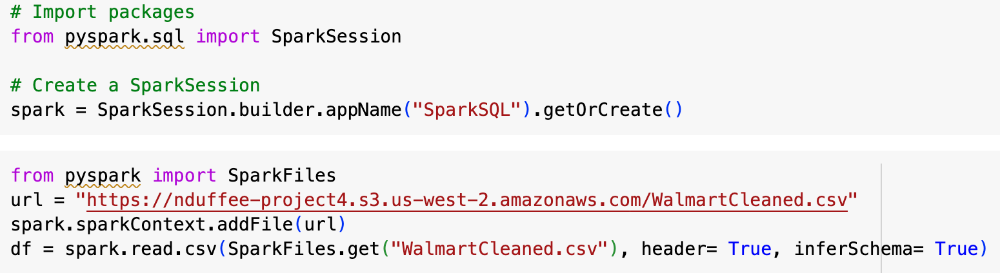 # Import packages
from pyspark.sql import SparkSession
# Create a SparkSession
spark = SparkSession.builder.appName("SparkSQL").getOrCreate()
from pyspark import SparkFiles
url = "https://nduffee-project4.s3.us-west-2.amazonaws.com/WalmartCleaned.csv"
spark.sparkContext.addFile(url)
df = spark.read.csv(SparkFiles.get("WalmartCleaned.csv"), header= True, inferSchema= True)